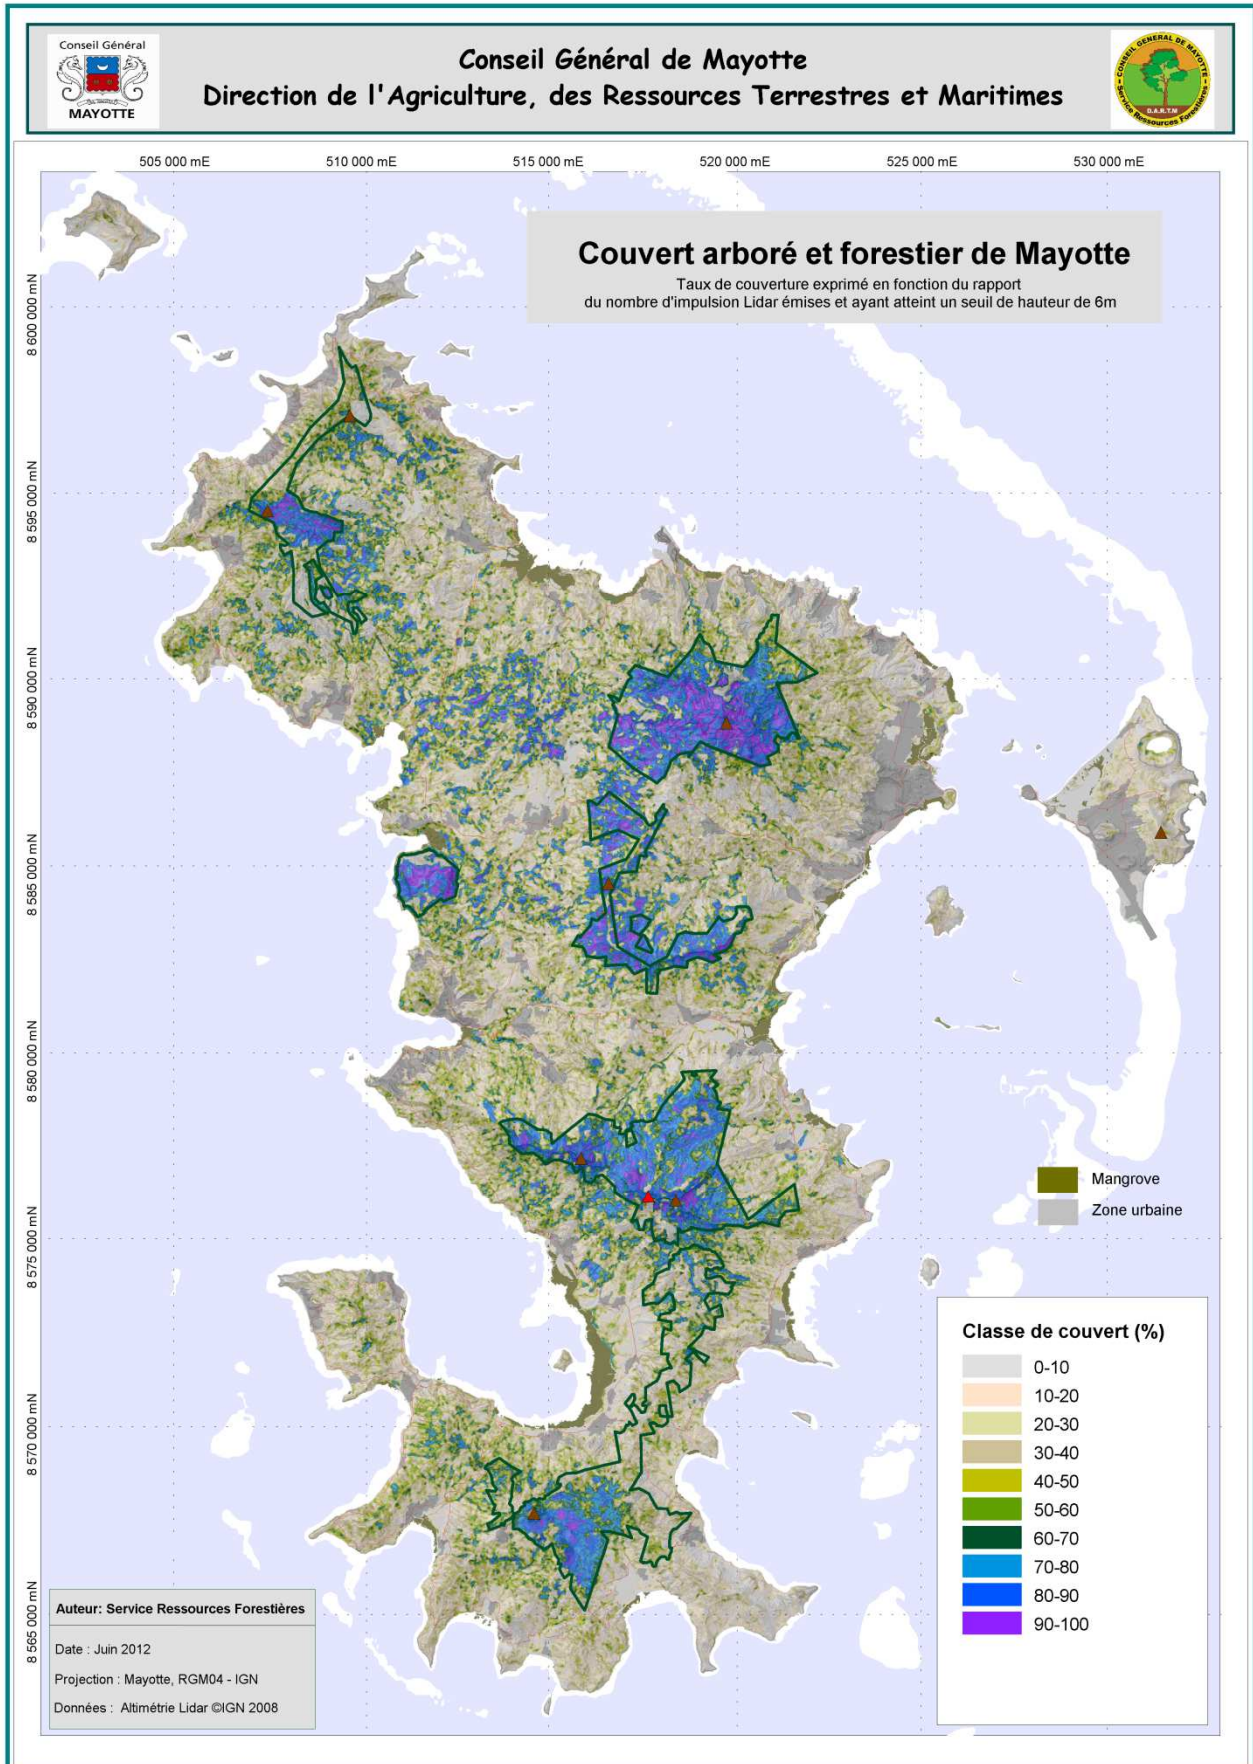 Conseil Général
MAYOTTE
Conseil Général de Mayotte
Direction de l'Agriculture, des Ressources Terrestres et Maritimes
CONSEIL GENERAL DE MAYOTTE
D.A.R.T.M
Service Ressources Forestières
505 000 mE
510 000 mE
515 000 mE
520 000 mE
525 000 mE
530 000 mE
Couvert arboré et forestier de Mayotte
Taux de couverture exprimé en fonction du rapport
du nombre d'impulsion Lidar émises et ayant atteint un seuil de hauteur de 6m
8 600 000 mN
8 595 000 mN
8 590 000 mN
8 585 000 mN
8 580 000 mN
8 575 000 mN
8 570 000 mN
8 565 000 mN
Mangrove
Zone urbaine
Classe de couvert (%)
0-10
10-20
20-30
30-40
40-50
50-60
60-70
70-80
80-90
90-100
Auteur: Service Ressources Forestières
Date : Juin 2012
Projection : Mayotte, RGM04 - IGN
Données : Altimétrie Lidar ©IGN 2008